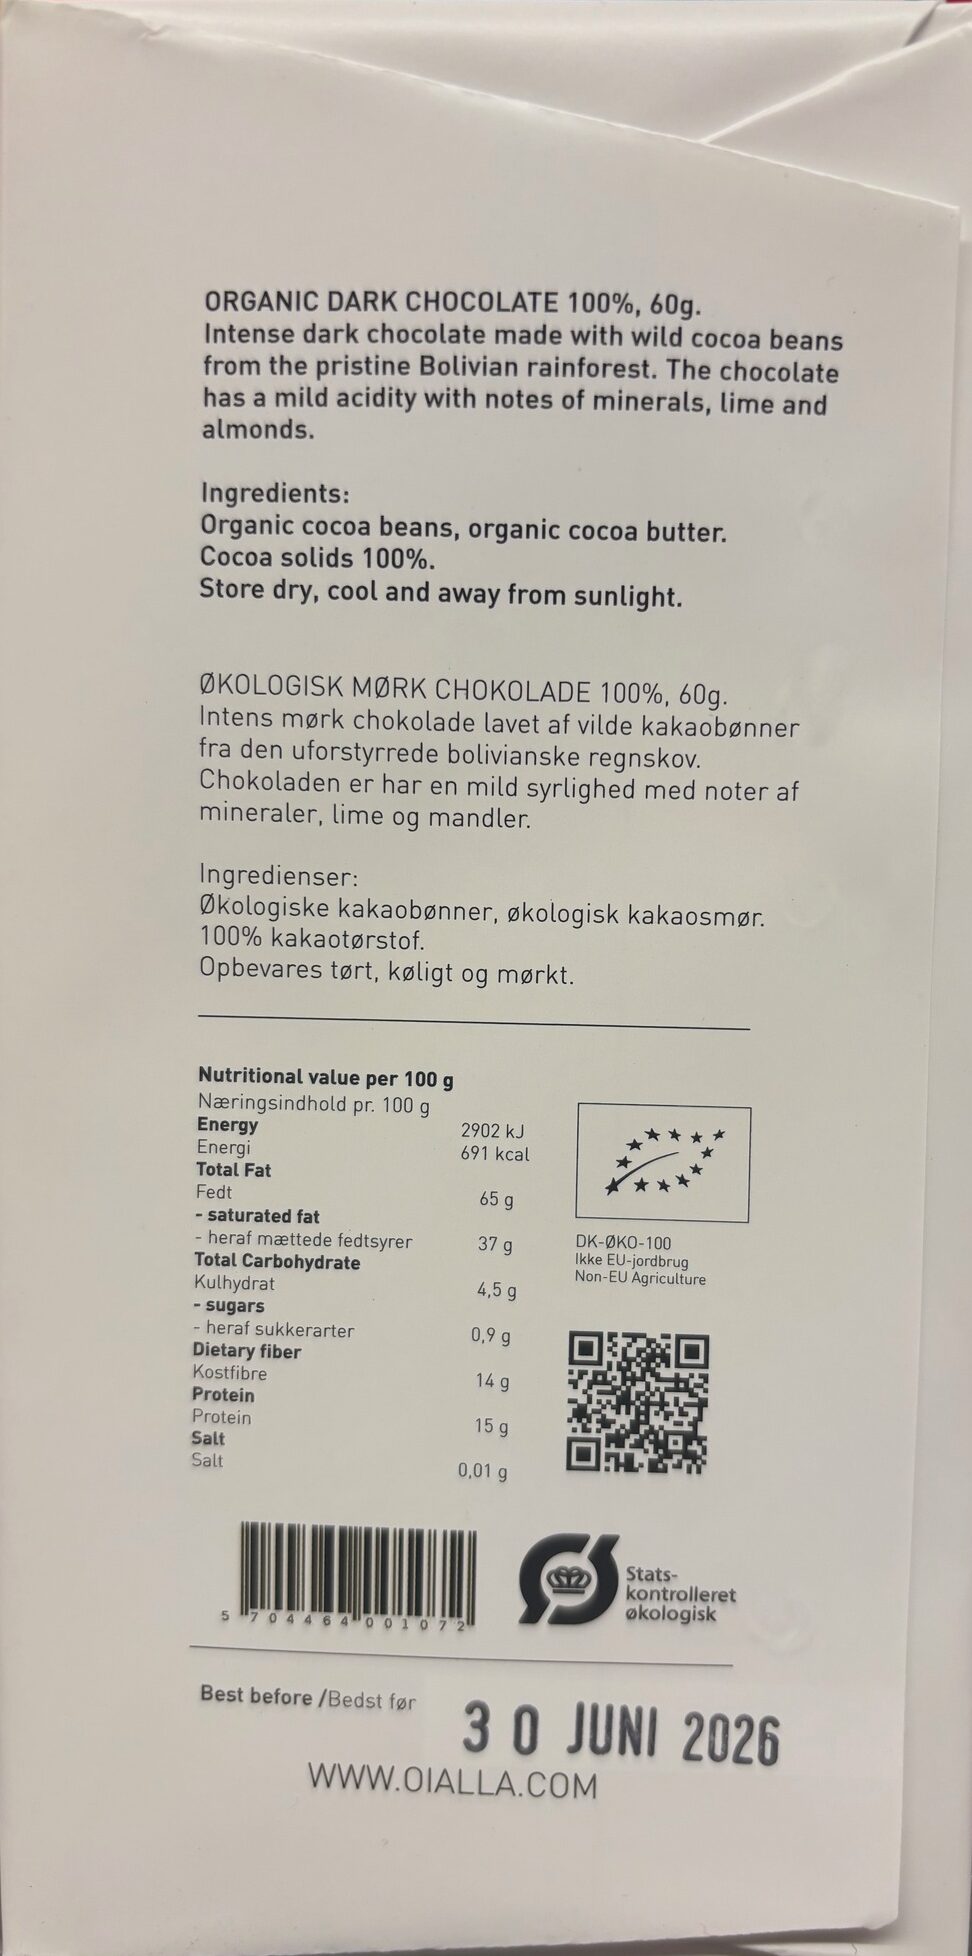 ORGANIC DARK CHOCOLATE 100%, 60g.
Intense dark chocolate made with wild cocoa beans
from the pristine Bolivian rainforest. The chocolate
has a mild acidity with notes of minerals, lime and
almonds.
Ingredients:
Organic cocoa beans, organic cocoa butter.
Cocoa solids 100%.
Store dry, cool and away from sunlight.
ØKOLOGISK MØRK CHOKOLADE 100%, 60g.
Intens mørk chokolade lavet af vilde kakaobønner
fra den uforstyrrede bolivianske regnskov.
Chokoladen er har en mild syrlighed med noter af
mineraler, lime og mandler.
Ingredienser:
Økologiske kakaobønner, økologisk kakaosmør.
100% kakaotørstof.
Opbevares tørt, køligt og mørkt.
Nutritional value per 100 g
Næringsindhold pr. 100 g
Energy 2902 kJ
Energi 691 kcal
Total Fat
Fedt 65 g
- saturated fat
- heraf mættede fedtsyrer 37 g
Total Carbohydrate
Kulhydrat 4,5 g
- sugars
- heraf sukkerarter 0,9 g
Dietary fiber
Kostfibre 14 g
Protein
Protein 15 g
Salt
Salt 0,01 g
DK-ØKO-100
Ikke EU-jordbrug
Non-EU Agriculture
5 704464 001072
Stats-
kontrolleret
økologisk
Best before /Bedst før 30 JUNI 2026
WWW.OIALLA.COM